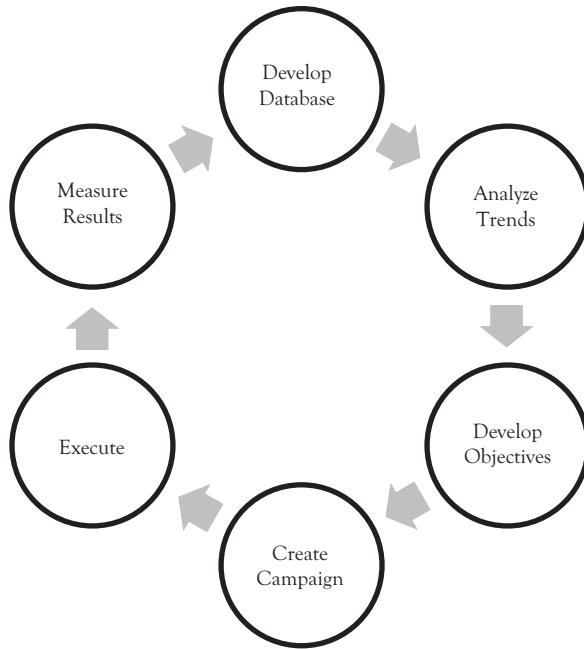 Develop
Database
Analyze
Trends
Develop
Objectives
Create
Campaign
Execute
Measure
Results